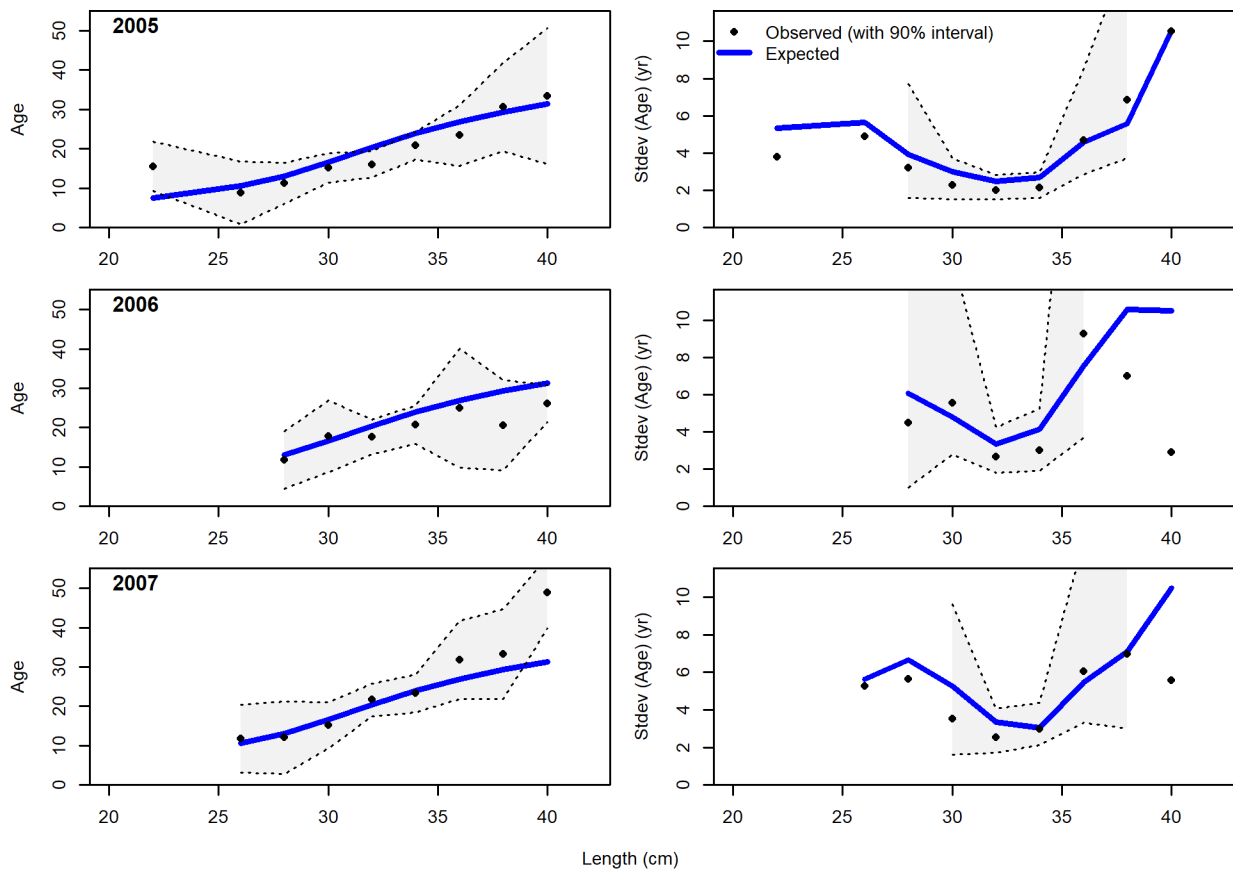 2005
Age
0 10 20 30 40 50
20 25 30 35 40
Observed (with 90% interval)
Expected
Stdev (Age) (yr)
0 2 4 6 8 10
20 25 30 35 40
2006
Age
0 10 20 30 40 50
20 25 30 35 40
Stdev (Age) (yr)
0 2 4 6 8 10
20 25 30 35 40
2007
Age
0 10 20 30 40 50
20 25 30 35 40
Stdev (Age) (yr)
0 2 4 6 8 10
20 25 30 35 40
Length (cm)